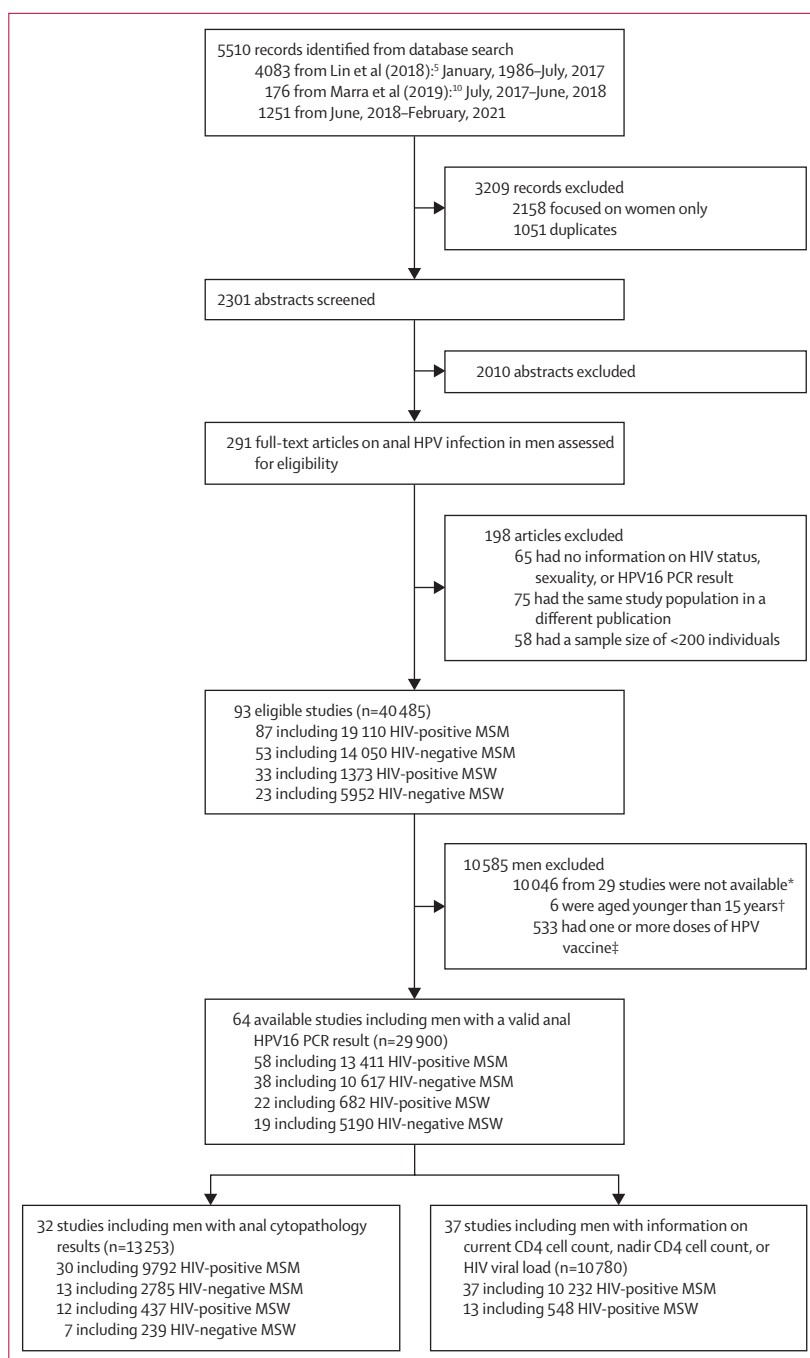 5510 records identified from database search
4083 from Lin et al (2018):⁵ January, 1986–July, 2017
176 from Marra et al (2019):¹⁰ July, 2017–June, 2018
1251 from June, 2018–February, 2021
3209 records excluded
2158 focused on women only
1051 duplicates
2301 abstracts screened
2010 abstracts excluded
291 full-text articles on anal HPV infection in men assessed
for eligibility
198 articles excluded
65 had no information on HIV status,
sexuality, or HPV16 PCR result
75 had the same study population in a
different publication
58 had a sample size of <200 individuals
93 eligible studies (n=40 485)
87 including 19 110 HIV-positive MSM
53 including 14 050 HIV-negative MSM
33 including 1373 HIV-positive MSW
23 including 5952 HIV-negative MSW
10 585 men excluded
10 046 from 29 studies were not available*
6 were aged younger than 15 years†
533 had one or more doses of HPV
vaccine‡
64 available studies including men with a valid anal
HPV16 PCR result (n=29 900)
58 including 13 411 HIV-positive MSM
38 including 10 617 HIV-negative MSM
22 including 682 HIV-positive MSW
19 including 5190 HIV-negative MSW
32 studies including men with anal cytopathology
results (n=13 253)
30 including 9792 HIV-positive MSM
13 including 2785 HIV-negative MSM
12 including 437 HIV-positive MSW
7 including 239 HIV-negative MSW
37 studies including men with information on
current CD4 cell count, nadir CD4 cell count, or
HIV viral load (n=10 780)
37 including 10 232 HIV-positive MSM
13 including 548 HIV-positive MSW